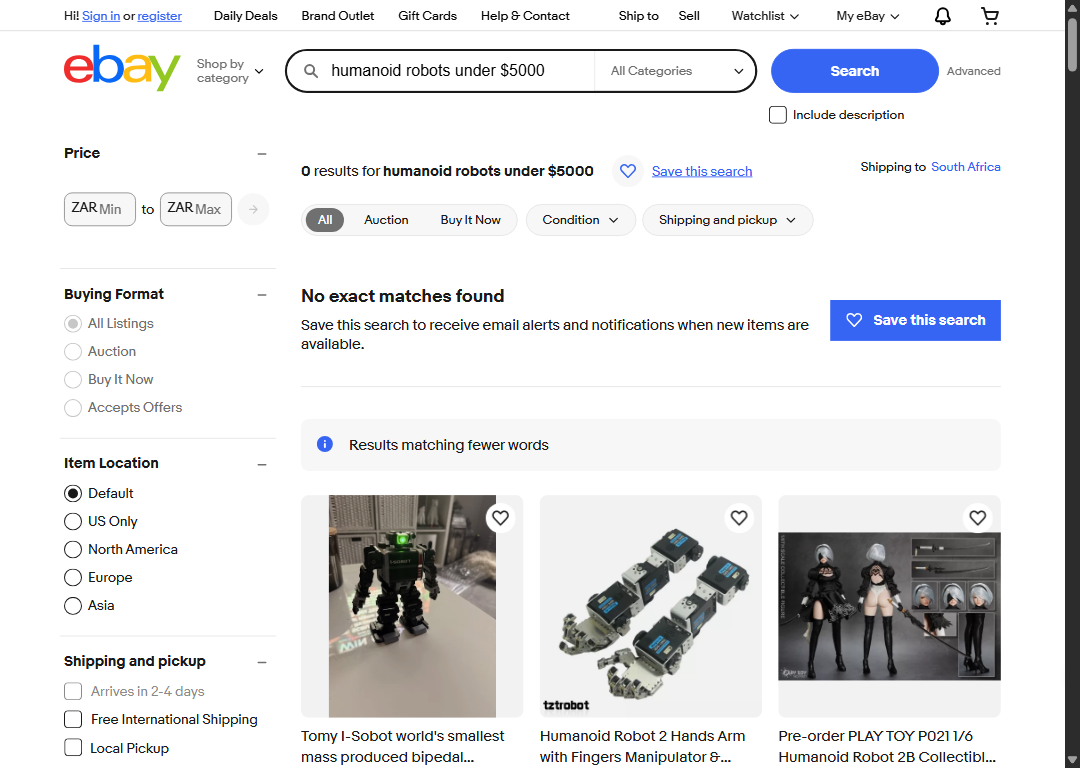 Hi! Sign in or register Daily Deals Brand Outlet Gift Cards Help & Contact Ship to Sell Watchlist My eBay
ebay
Shop by category
humanoid robots under $5000
All Categories
Search
Advanced
Include description
Price
ZAR Min to ZAR Max
Buying Format
All Listings
Auction
Buy It Now
Accepts Offers
Item Location
Default
US Only
North America
Europe
Asia
Shipping and pickup
Arrives in 2-4 days
Free International Shipping
Local Pickup
0 results for humanoid robots under $5000
Save this search
Shipping to South Africa
All Auction Buy It Now Condition Shipping and pickup
No exact matches found
Save this search to receive email alerts and notifications when new items are
available.
Save this search
Results matching fewer words
tztrobot
Tomy I-Sobot world's smallest
mass produced bipedal...
Humanoid Robot 2 Hands Arm
with Fingers Manipulator &...
Pre-order PLAY TOY P021 1/6
Humanoid Robot 2B Collectibl...